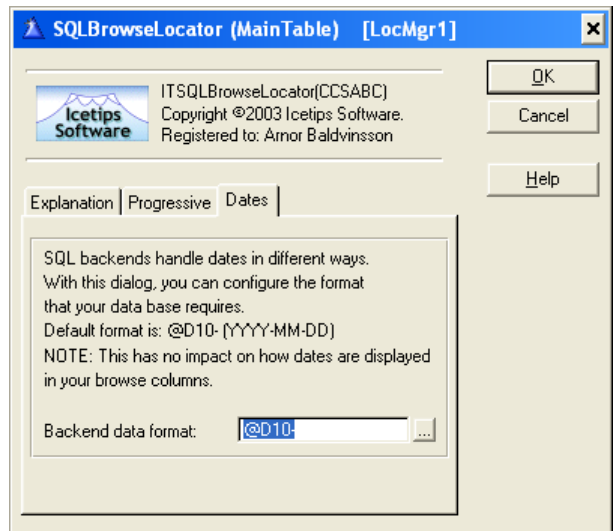 SQLBrowseLocator (MainTable) [LocMgr1]
Icetips
Software
ITSQLBrowseLocator(CCSABC)
Copyright ©2003 Icetips Software.
Registered to: Arnor Baldvinsson
OK
Cancel
Help
Explanation
Progressive
Dates
SQL backends handle dates in different ways.
With this dialog, you can configure the format
that your data base requires.
Default format is: @D10- (YYYY-MM-DD)
NOTE: This has no impact on how dates are displayed
in your browse columns.
Backend data format: @D10- ...